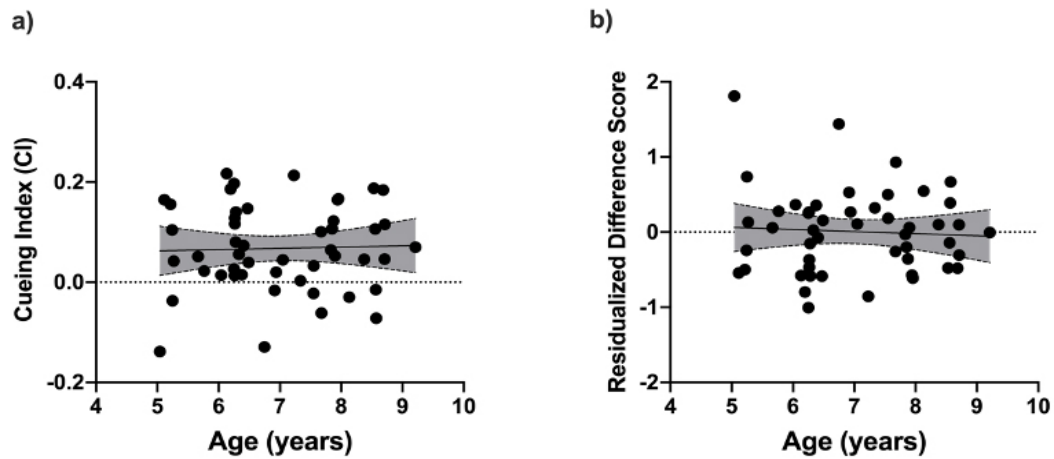 a)
Cueing Index (CI)
0.4
0.2
0.0
-0.2
4 5 6 7 8 9 10
Age (years)
b)
Residualized Difference Score
2
1
0
-1
-2
4 5 6 7 8 9 10
Age (years)